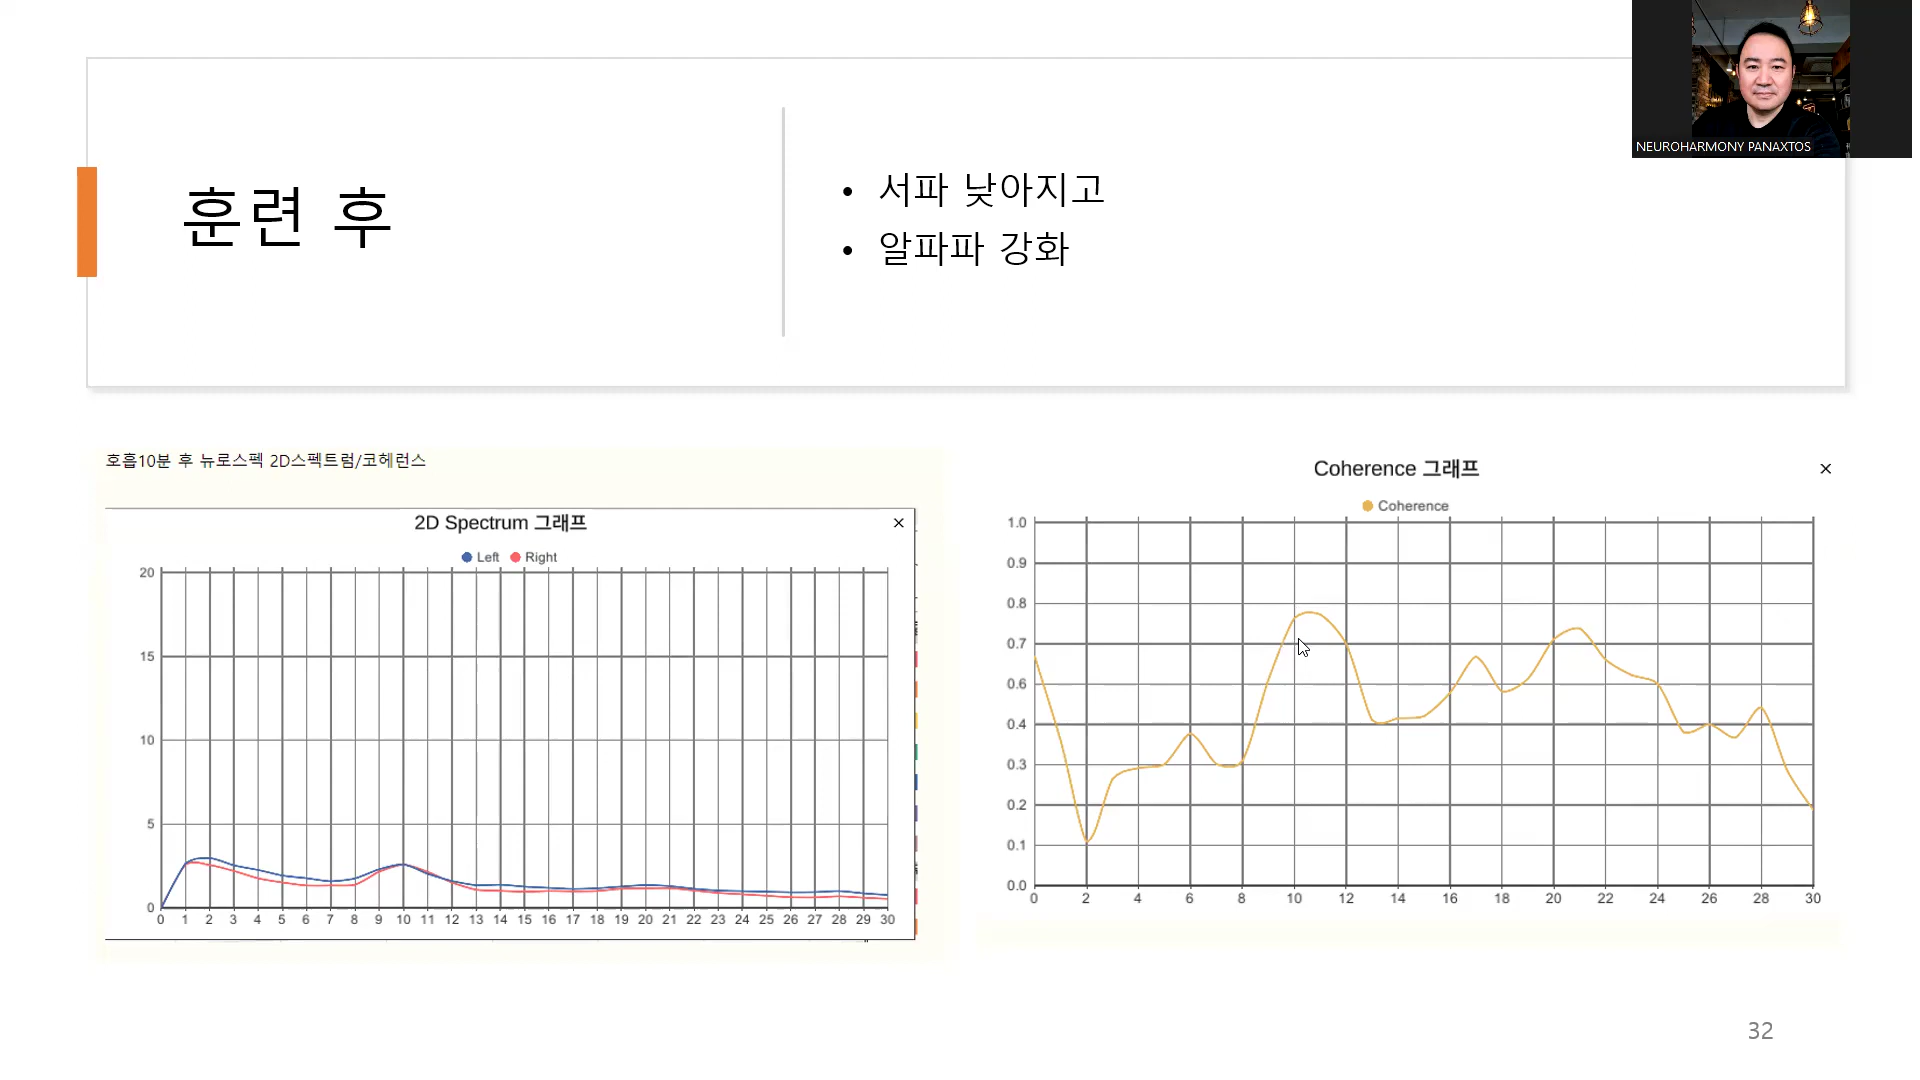 NEUROHARMONY PANAXTOS
훈련 후
• 서파 낮아지고
• 알파파 강화
호흡10분 후 뉴로스펙 2D스펙트럼/코헤런스
2D Spectrum 그래프 ×
Left Right
20
15
10
5
0
0 1 2 3 4 5 6 7 8 9 10 11 12 13 14 15 16 17 18 19 20 21 22 23 24 25 26 27 28 29 30
Coherence 그래프 ×
Coherence
1.0
0.9
0.8
0.7
0.6
0.4
0.3
0.2
0.1
0.0
0 2 4 6 8 10 12 14 16 18 20 22 24 26 28 30
32